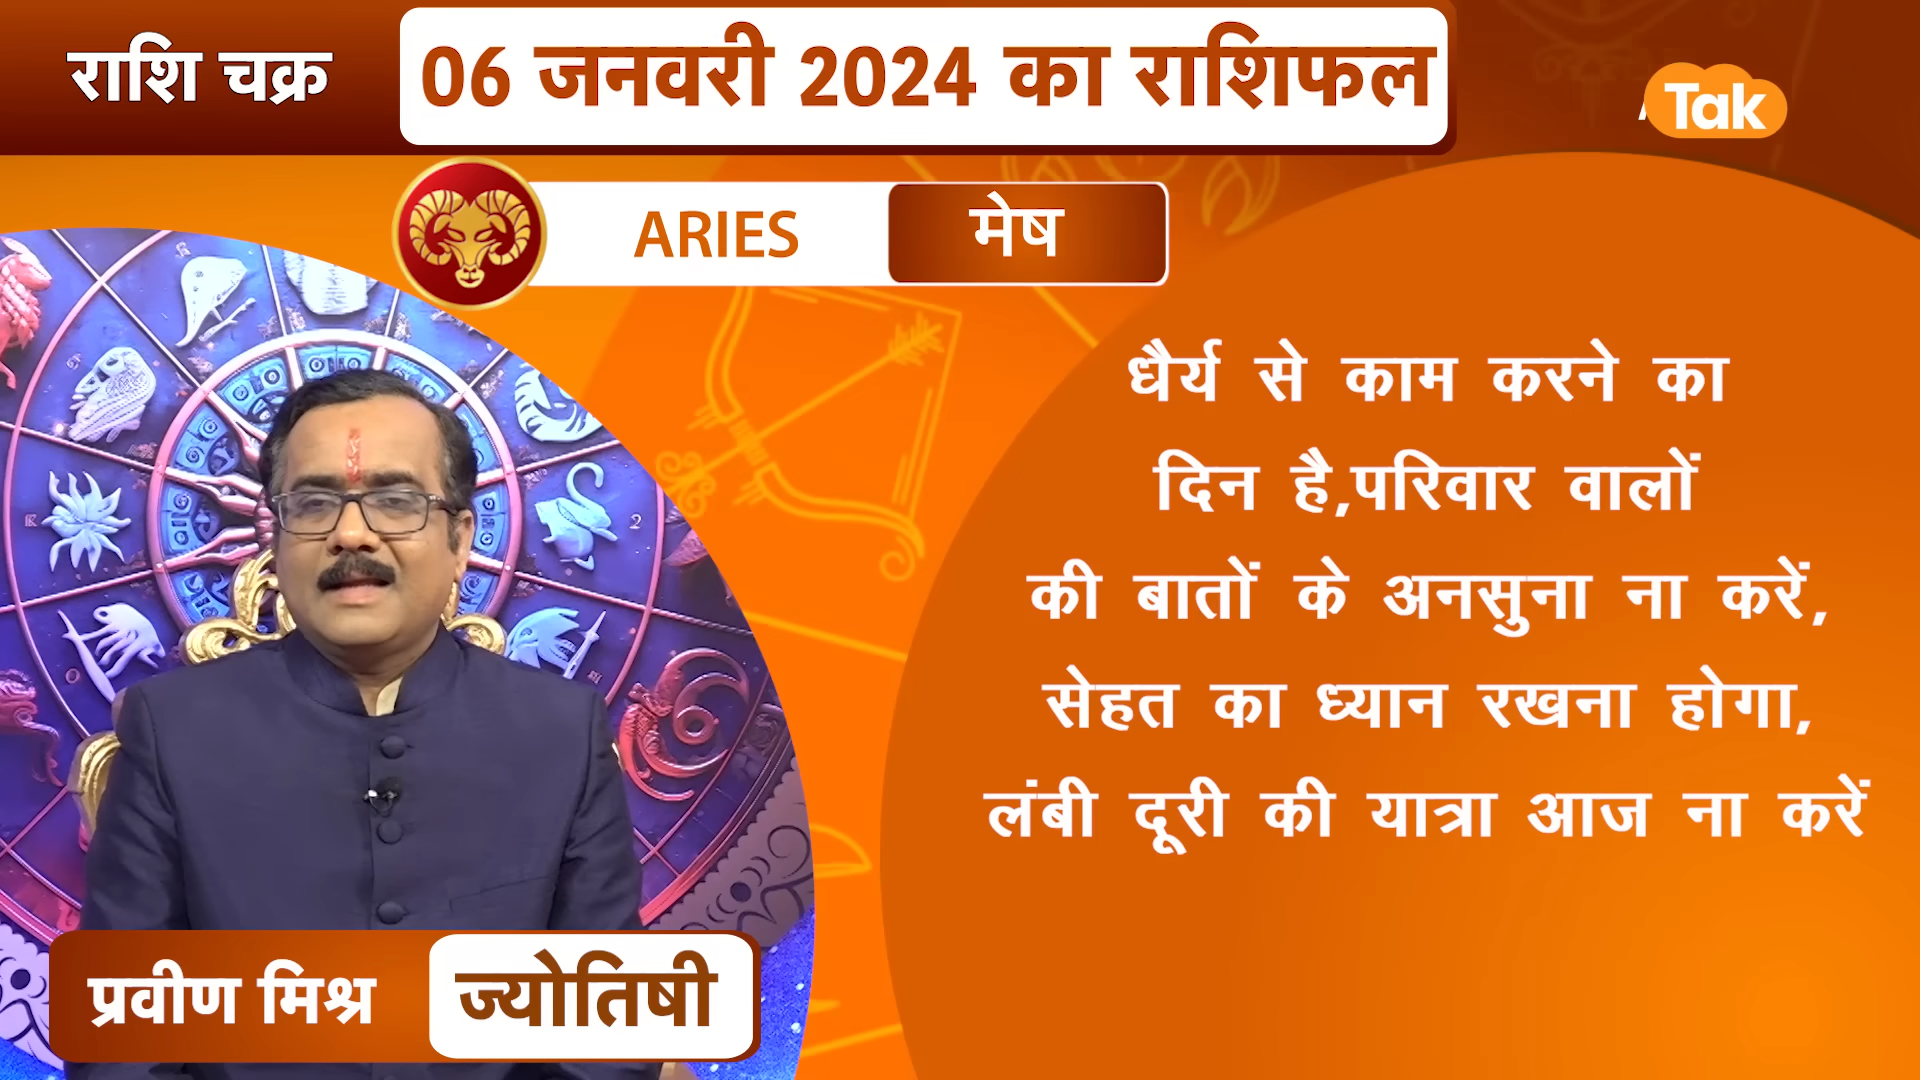 राशि चक्र
06 जनवरी 2024 का राशिफल
Tak
ARIES
मेष
धैर्य से काम करने का
दिन है,परिवार वालों
की बातों के अनसुना ना करें,
सेहत का ध्यान रखना होगा,
लंबी दूरी की यात्रा आज ना करें
प्रवीण मिश्र
ज्योतिषी